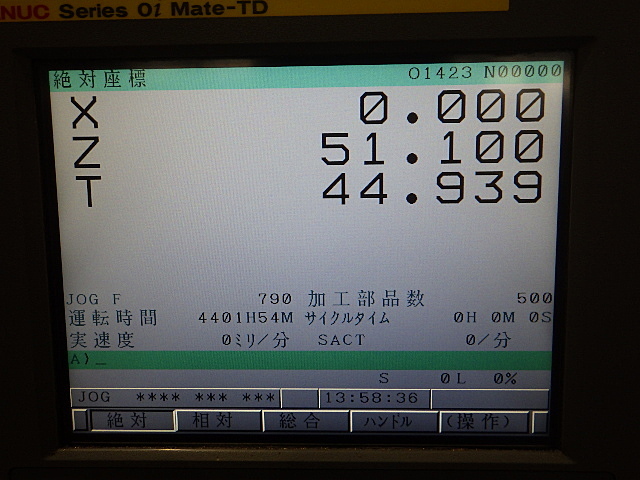 FANUC Series 0i Mate-TD
絶対座標 O1423 N00000
X 0.000
Z 51.100
T 44.939
JOG F 790 加工部品数 500
運転時間 4401H54M サイクルタイム 0H 0M 0S
実速度 0ミリ/分 SACT 0/分
A)_
S 0 L 0%
JOG **** *** *** 13:58:36
絶対 相対 総合 ハンドル (操作)